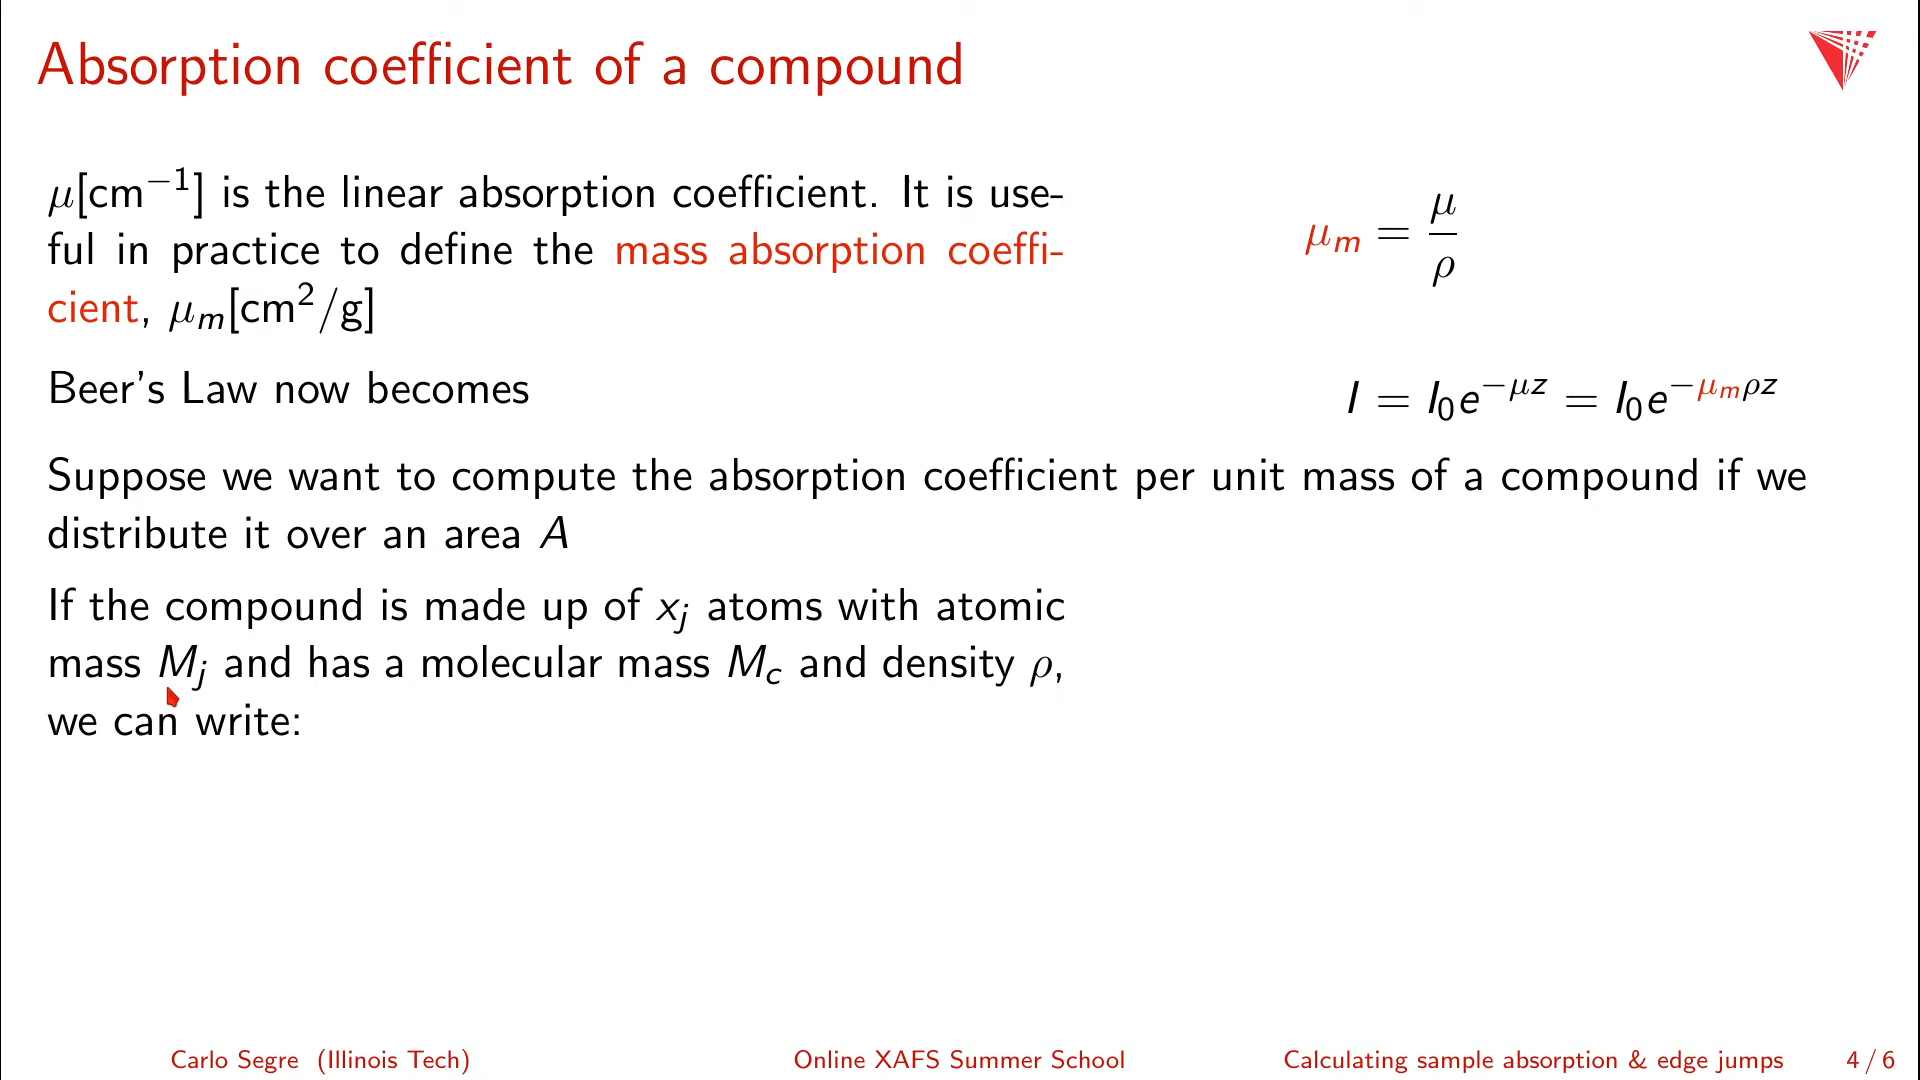 Absorption coefficient of a compound
μ[cm⁻¹] is the linear absorption coefficient. It is use-
ful in practice to define the mass absorption coeffi-
cient, μₘ[cm²/g]
μₘ = μ/ρ
Beer's Law now becomes
I = I₀e^{−μz} = I₀e^{−μₘρz}
Suppose we want to compute the absorption coefficient per unit mass of a compound if we
distribute it over an area A
If the compound is made up of xⱼ atoms with atomic
mass Mⱼ and has a molecular mass M_c and density ρ,
we can write:
Carlo Segre (Illinois Tech) Online XAFS Summer School Calculating sample absorption & edge jumps 4 / 6